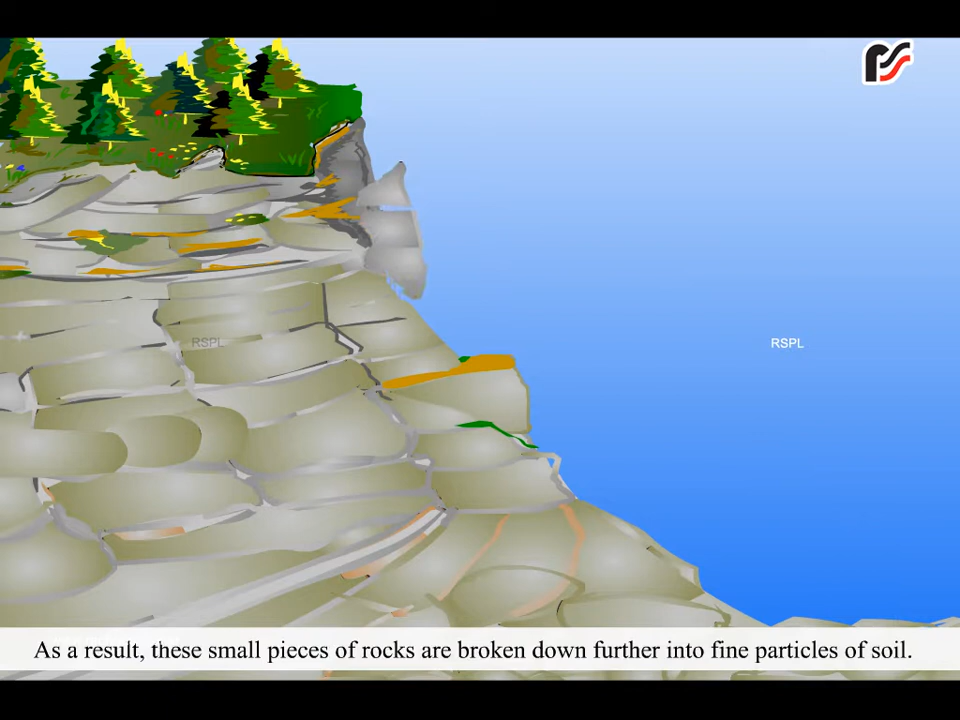 RSPL
RSPL
As a result, these small pieces of rocks are broken down further into fine particles of soil.